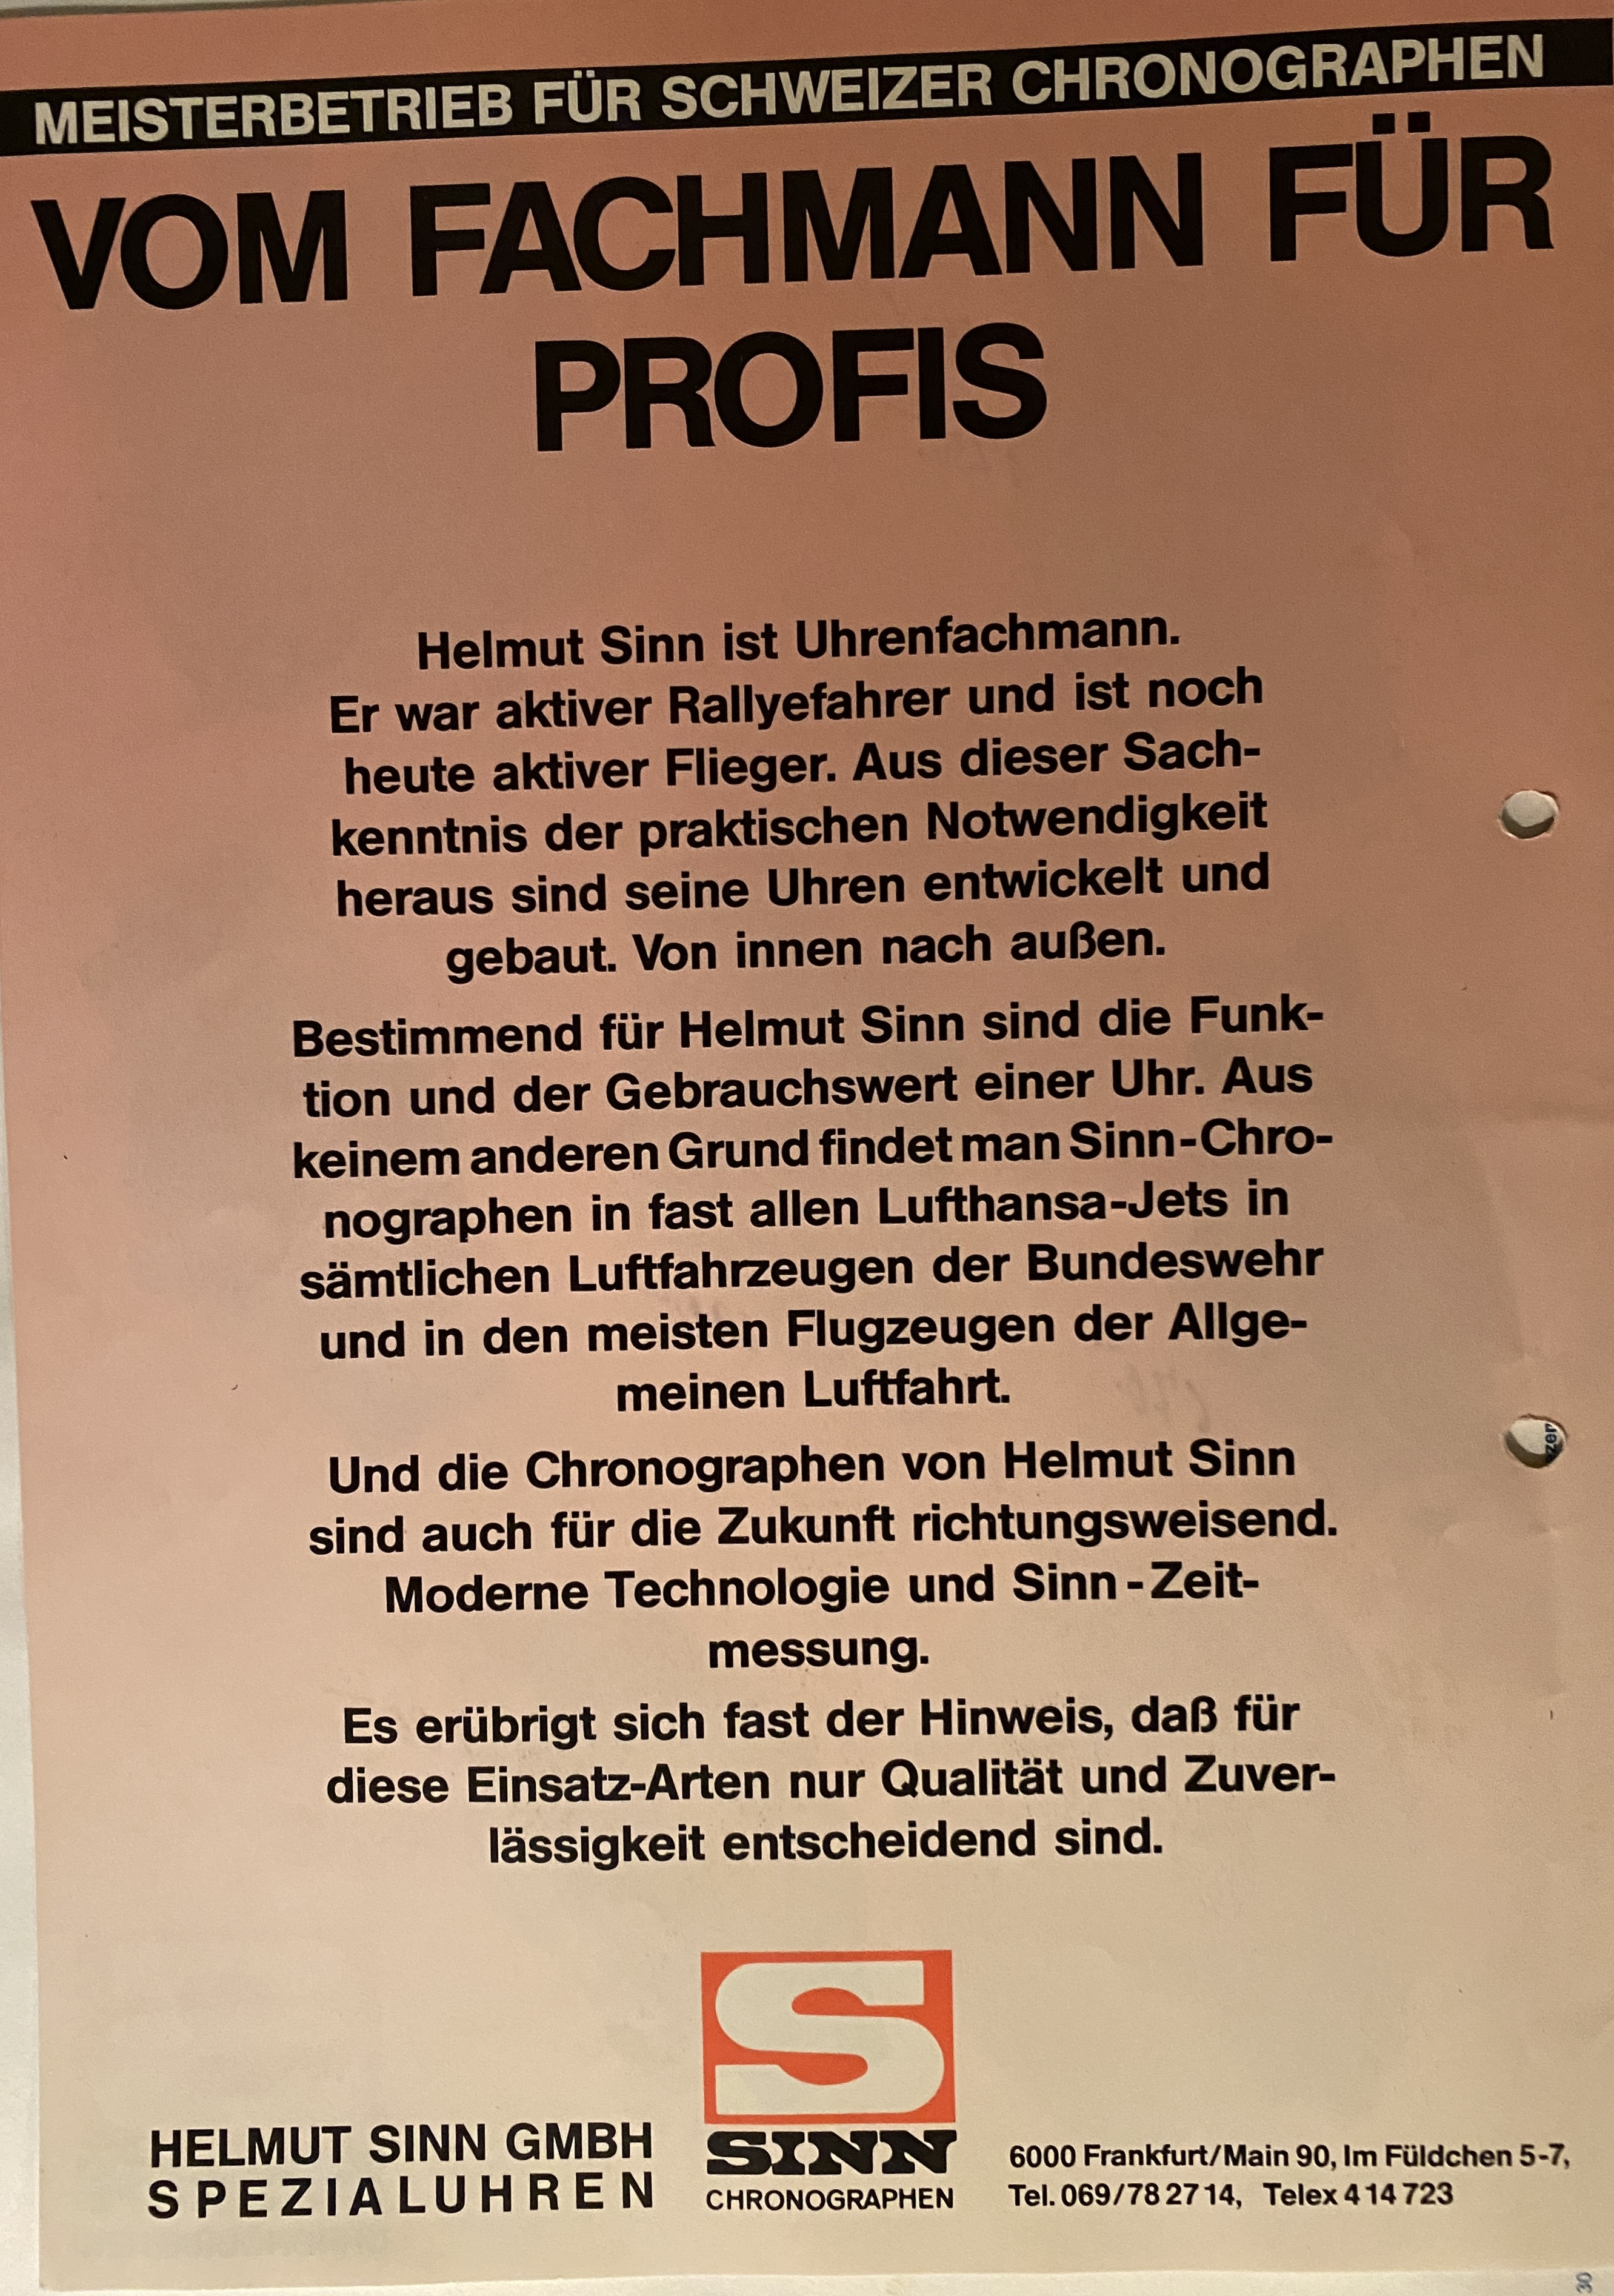 MEISTERBETRIEB FÜR SCHWEIZER CHRONOGRAPHEN
VOM FACHMANN FÜR
PROFIS
Helmut Sinn ist Uhrenfachmann.
Er war aktiver Rallyefahrer und ist noch
heute aktiver Flieger. Aus dieser Sach-
kenntnis der praktischen Notwendigkeit
heraus sind seine Uhren entwickelt und
gebaut. Von innen nach außen.
Bestimmend für Helmut Sinn sind die Funk-
tion und der Gebrauchswert einer Uhr. Aus
keinem anderen Grund findet man Sinn-Chro-
nographen in fast allen Lufthansa-Jets in
sämtlichen Luftfahrzeugen der Bundeswehr
und in den meisten Flugzeugen der Allge-
meinen Luftfahrt.
Und die Chronographen von Helmut Sinn
sind auch für die Zukunft richtungsweisend.
Moderne Technologie und Sinn-Zeit-
messung.
Es erübrigt sich fast der Hinweis, daß für
diese Einsatz-Arten nur Qualität und Zuver-
lässigkeit entscheidend sind.
S
SINN
CHRONOGRAPHEN
HELMUT SINN GMBH
SPEZIALUHREN
6000 Frankfurt/Main 90, Im Füldchen 5-7,
Tel. 069/78 27 14, Telex 4 14 723
zer
30